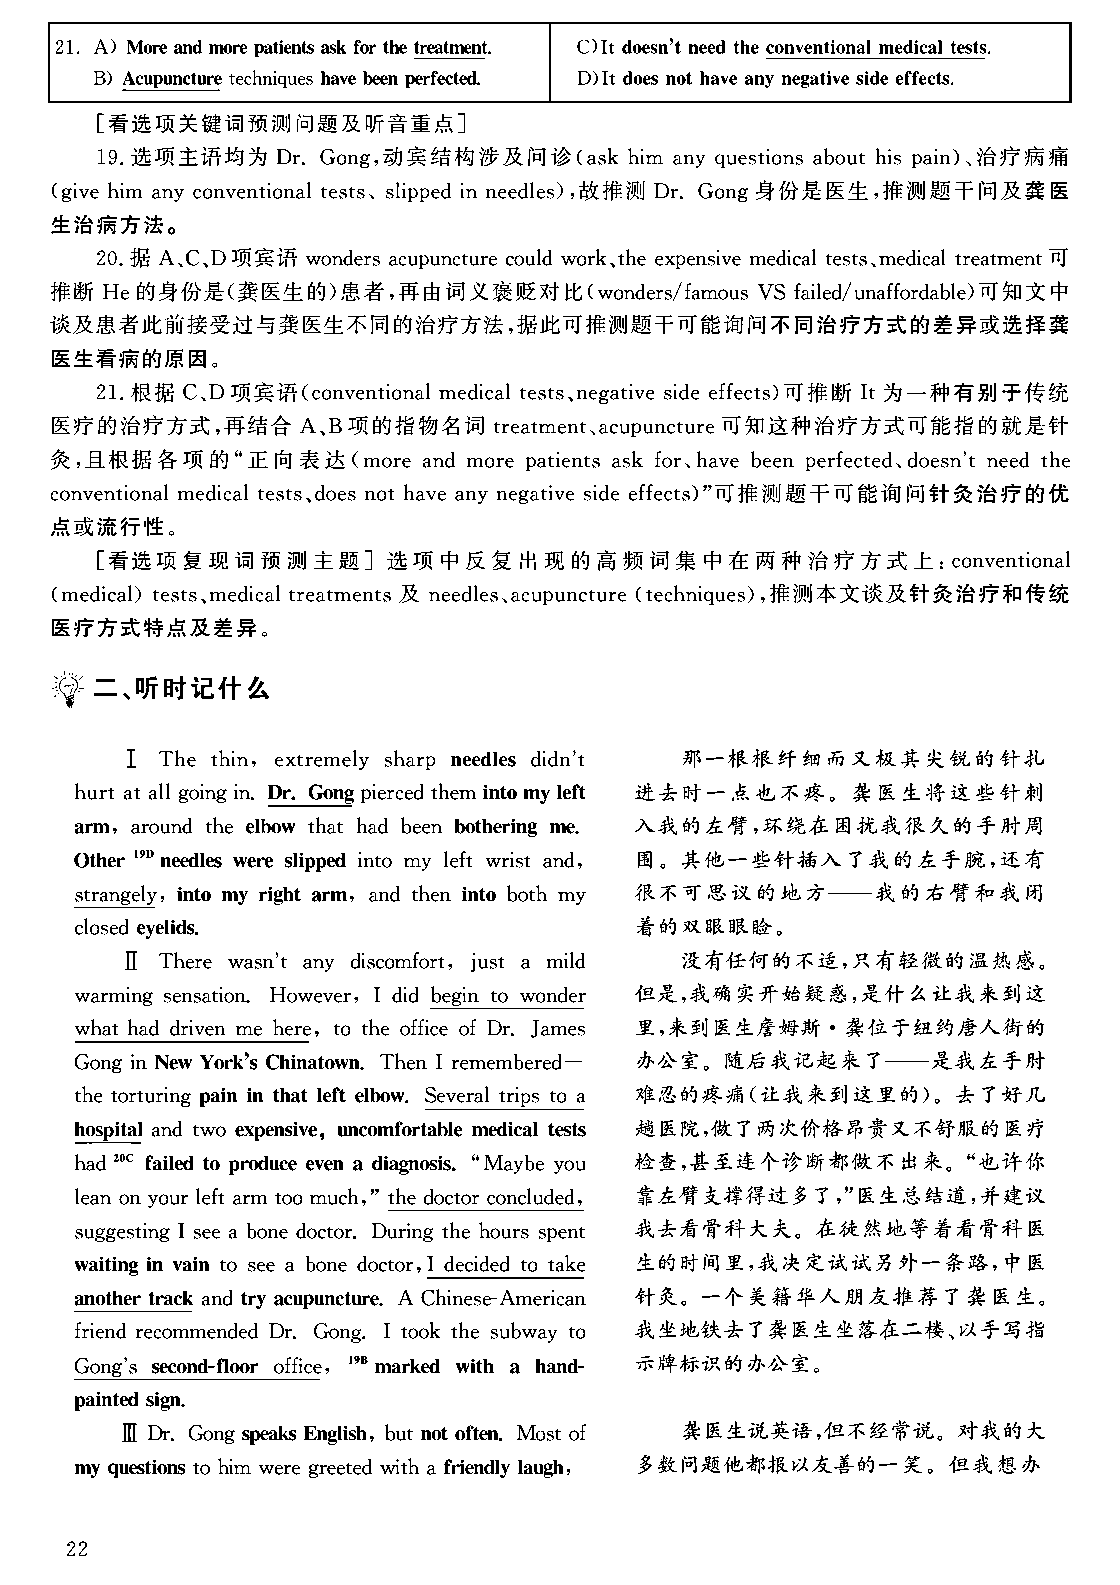 21. A) More and more patients ask for the treatment.
B) Acupuncture techniques have been perfected.
C)It doesn't need the conventional medical tests.
D)It does not have any negative side effects.
[看选项关键词预测问题及听音重点]
19. 选项主语均为 Dr. Gong,动宾结构涉及问诊(ask him any questions about his pain)、治疗病痛
(give him any conventional tests、slipped in needles),故推测 Dr. Gong 身份是医生,推测题干问及龚医
生治病方法。
20. 据 A、C、D 项宾语 wonders acupuncture could work、the expensive medical tests、medical treatment 可
推断 He 的身份是(龚医生的)患者,再由词义褒贬对比(wonders/famous VS failed/unaffordable)可知文中
谈及患者此前接受过与龚医生不同的治疗方法,据此可推测题干可能询问不同治疗方式的差异或选择龚
医生看病的原因。
21. 根据 C、D 项宾语(conventional medical tests、negative side effects)可推断 It 为一种有别于传统
医疗的治疗方式,再结合 A、B 项的指物名词 treatment、acupuncture 可知这种治疗方式可能指的就是针
灸,且根据各项的“正向表达(more and more patients ask for、have been perfected、doesn't need the
conventional medical tests、does not have any negative side effects)”可推测题干可能询问针灸治疗的优
点或流行性。
[看选项复现词预测主题] 选项中反复出现的高频词集中在两种治疗方式上: conventional
(medical) tests、medical treatments 及 needles、acupuncture (techniques),推测本文谈及针灸治疗和传统
医疗方式特点及差异。
二、听时记什么
Ⅰ The thin, extremely sharp needles didn't
hurt at all going in. Dr. Gong pierced them into my left
arm, around the elbow that had been bothering me.
Other 19D needles were slipped into my left wrist and,
strangely, into my right arm, and then into both my
closed eyelids.
Ⅱ There wasn't any discomfort, just a mild
warming sensation. However, I did begin to wonder
what had driven me here, to the office of Dr. James
Gong in New York's Chinatown. Then I remembered—
the torturing pain in that left elbow. Several trips to a
hospital and two expensive, uncomfortable medical tests
had 20C failed to produce even a diagnosis. “Maybe you
lean on your left arm too much,” the doctor concluded,
suggesting I see a bone doctor. During the hours spent
waiting in vain to see a bone doctor, I decided to take
another track and try acupuncture. A Chinese-American
friend recommended Dr. Gong. I took the subway to
Gong's second-floor office, 19B marked with a hand-
painted sign.
Ⅲ Dr. Gong speaks English, but not often. Most of
my questions to him were greeted with a friendly laugh,
那一根根纤细而又极其尖锐的针扎
进去时一点也不疼。龚医生将这些针刺
入我的左臂,环绕在困扰我很久的手肘周
围。其他一些针插入了我的左手腕,还有
很不可思议的地方——我的右臂和我闭
着的双眼眼睑。
没有任何的不适,只有轻微的温热感。
但是,我确实开始疑惑,是什么让我来到这
里,来到医生詹姆斯·龚位于纽约唐人街的
办公室。随后我记起来了——是我左手肘
难忍的疼痛(让我来到这里的)。去了好几
趟医院,做了两次价格昂贵又不舒服的医疗
检查,甚至连个诊断都做不出来。“也许你
靠左臂支撑得过多了,”医生总结道,并建议
我去看骨科大夫。在徒然地等着看骨科医
生的时间里,我决定试试另外一条路,中医
针灸。一个美籍华人朋友推荐了龚医生。
我坐地铁去了龚医生坐落在二楼、以手写指
示牌标识的办公室。
龚医生说英语,但不经常说。对我的大
多数问题他都报以友善的一笑。但我想办
22